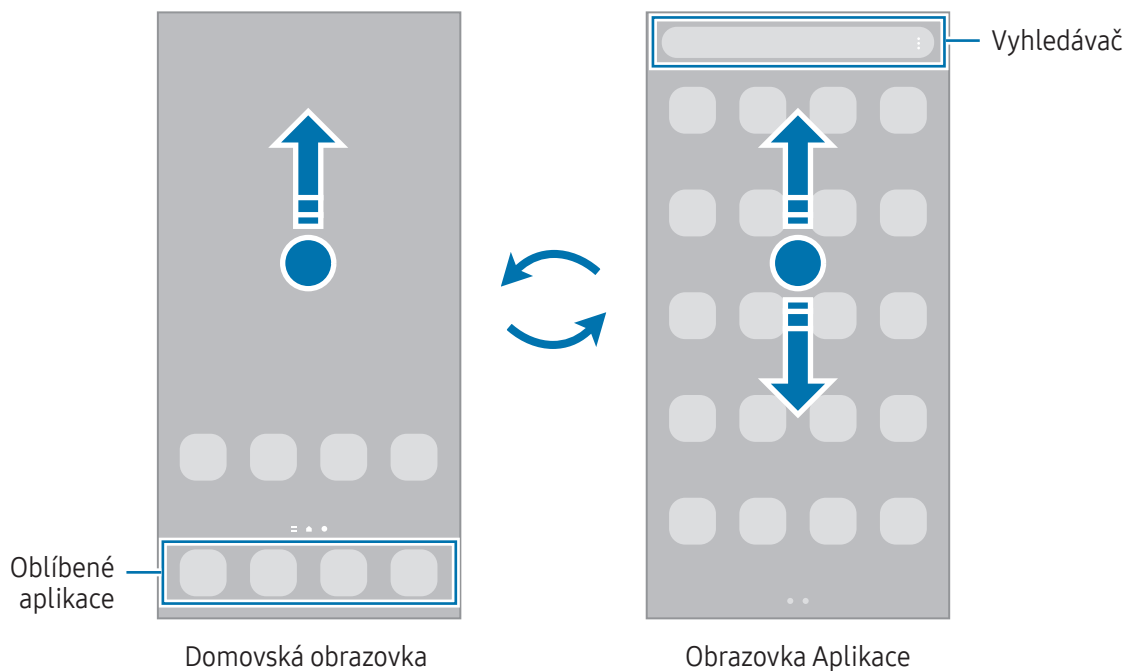 Vyhledávač
Oblíbené
aplikace
Domovská obrazovka
Obrazovka Aplikace